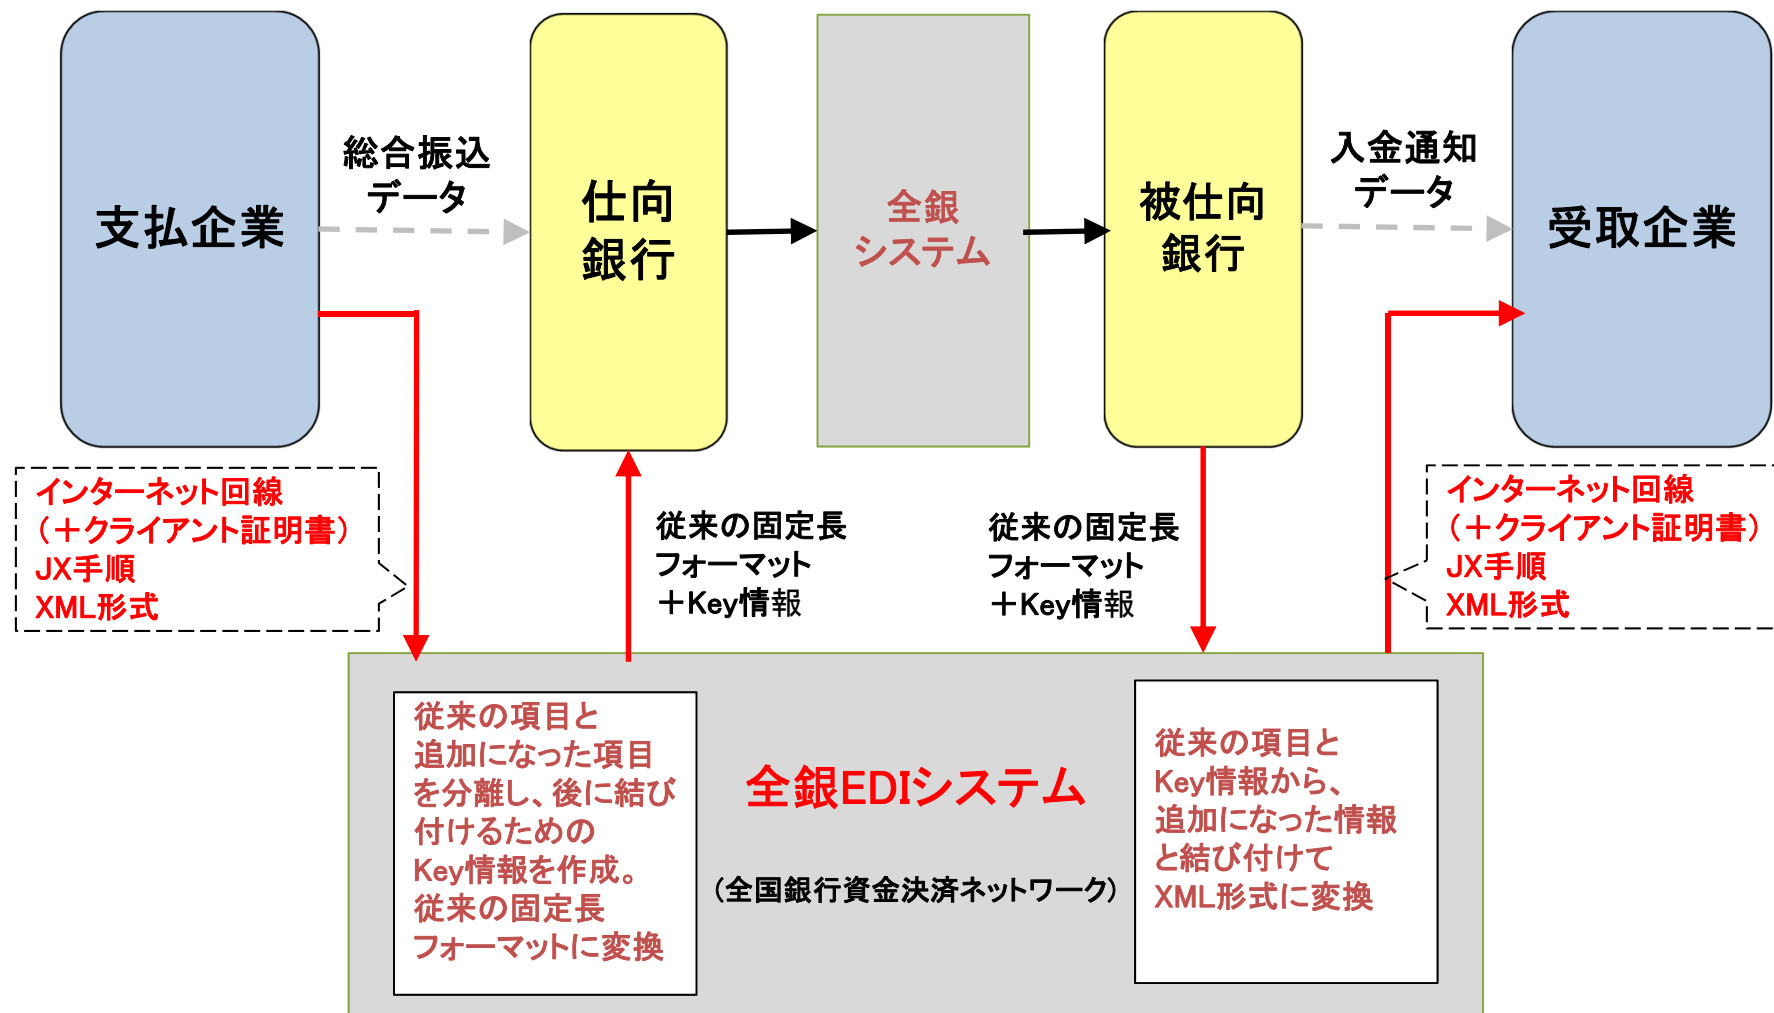 支払企業
総合振込
データ
仕向
銀行
全銀
システム
被仕向
銀行
入金通知
データ
受取企業
インターネット回線
（＋クライアント証明書）
JX手順
XML形式
従来の固定長
フォーマット
＋Key情報
従来の固定長
フォーマット
＋Key情報
インターネット回線
（＋クライアント証明書）
JX手順
XML形式
従来の項目と
追加になった項目
を分離し、後に結び
付けるための
Key情報を作成。
従来の固定長
フォーマットに変換
全銀EDIシステム
（全国銀行資金決済ネットワーク）
従来の項目と
Key情報から、
追加になった情報
と結び付けて
XML形式に変換